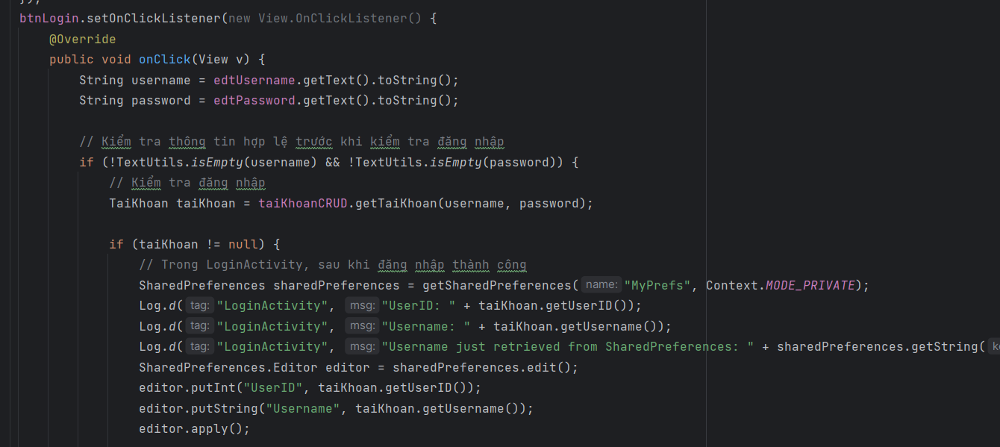 });
btnLogin.setOnClickListener(new View.OnClickListener() {
@Override
public void onClick(View v) {
String username = edtUsername.getText().toString();
String password = edtPassword.getText().toString();
// Kiểm tra thông tin hợp lệ trước khi kiểm tra đăng nhập
if (!TextUtils.isEmpty(username) && !TextUtils.isEmpty(password)) {
// Kiểm tra đăng nhập
TaiKhoan taiKhoan = taiKhoanCRUD.getTaiKhoan(username, password);
if (taiKhoan != null) {
// Trong LoginActivity, sau khi đăng nhập thành công
SharedPreferences sharedPreferences = getSharedPreferences( name: "MyPrefs", Context.MODE_PRIVATE);
Log.d( tag: "LoginActivity", msg: "UserID: " + taiKhoan.getUserID());
Log.d( tag: "LoginActivity", msg: "Username: " + taiKhoan.getUsername());
Log.d( tag: "LoginActivity", msg: "Username just retrieved from SharedPreferences: " + sharedPreferences.getString(
SharedPreferences.Editor editor = sharedPreferences.edit();
editor.putInt("UserID", taiKhoan.getUserID());
editor.putString("Username", taiKhoan.getUsername());
editor.apply();